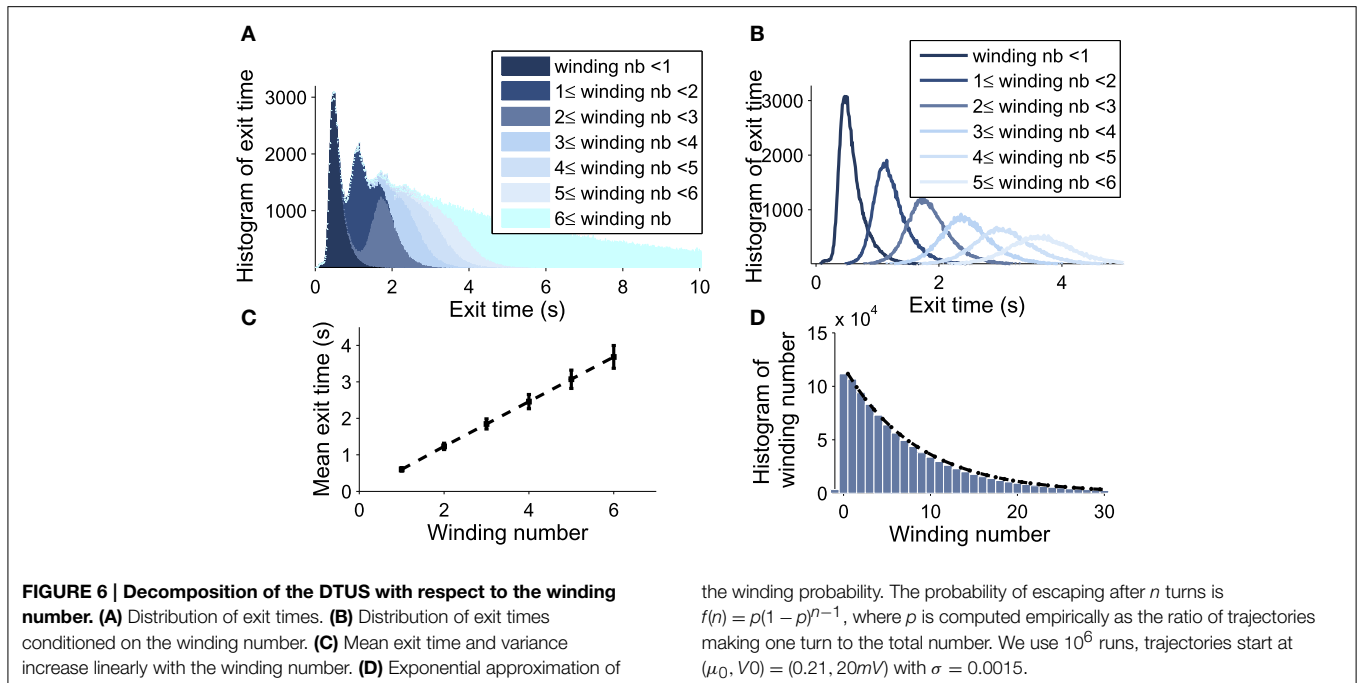 A
Histogram of exit time
3000
2000
1000
0
2
4
6
8
10
Exit time (s)
winding nb <1
1≤ winding nb <2
2≤ winding nb <3
3≤ winding nb <4
4≤ winding nb <5
5≤ winding nb <6
6≤ winding nb
B
Histogram of exit time
3000
2000
1000
0
2
4
Exit time (s)
winding nb <1
1≤ winding nb <2
2≤ winding nb <3
3≤ winding nb <4
4≤ winding nb <5
5≤ winding nb <6
C
Mean exit time (s)
4
3
2
1
0
0
2
4
6
Winding number
D
x 10⁴
Histogram of
winding number
15
10
5
0
0
10
20
30
Winding number
FIGURE 6 | Decomposition of the DTUS with respect to the winding
number. (A) Distribution of exit times. (B) Distribution of exit times
conditioned on the winding number. (C) Mean exit time and variance
increase linearly with the winding number. (D) Exponential approximation of
the winding probability. The probability of escaping after n turns is
f(n) = p(1 − p)ⁿ⁻¹, where p is computed empirically as the ratio of trajectories
making one turn to the total number. We use 10⁶ runs, trajectories start at
(μ₀, V0) = (0.21, 20mV) with σ = 0.0015.